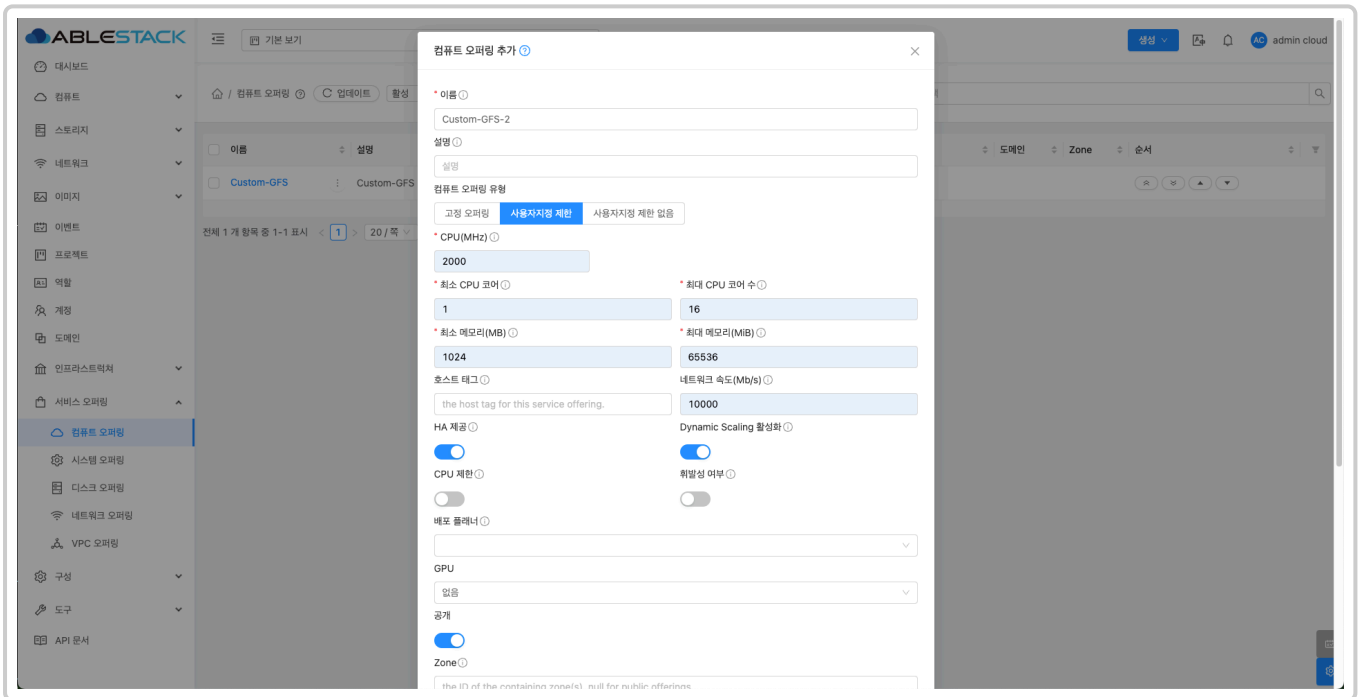 ABLESTACK
기본 보기
생성
AC admin cloud
대시보드
컴퓨트
스토리지
네트워크
이미지
이벤트
프로젝트
역할
계정
도메인
인프라스트럭쳐
서비스 오퍼링
컴퓨트 오퍼링
시스템 오퍼링
디스크 오퍼링
네트워크 오퍼링
VPC 오퍼링
구성
도구
API 문서
/ 컴퓨트 오퍼링 업데이트 활성
이름 설명 도메인 Zone 순서
Custom-GFS Custom-GFS
전체 1 개 항목 중 1-1 표시 < 1 > 20 / 쪽
컴퓨트 오퍼링 추가
* 이름
Custom-GFS-2
설명
설명
컴퓨트 오퍼링 유형
고정 오퍼링 사용자지정 제한 사용자지정 제한 없음
* CPU(MHz)
2000
* 최소 CPU 코어 * 최대 CPU 코어 수
1 16
* 최소 메모리(MB) * 최대 메모리(MiB)
1024 65536
호스트 태그 네트워크 속도(Mb/s)
the host tag for this service offering. 10000
HA 제공 Dynamic Scaling 활성화
CPU 제한 휘발성 여부
배포 플래너
GPU
없음
공개
Zone
the ID of the containing zone(s), null for public offerings